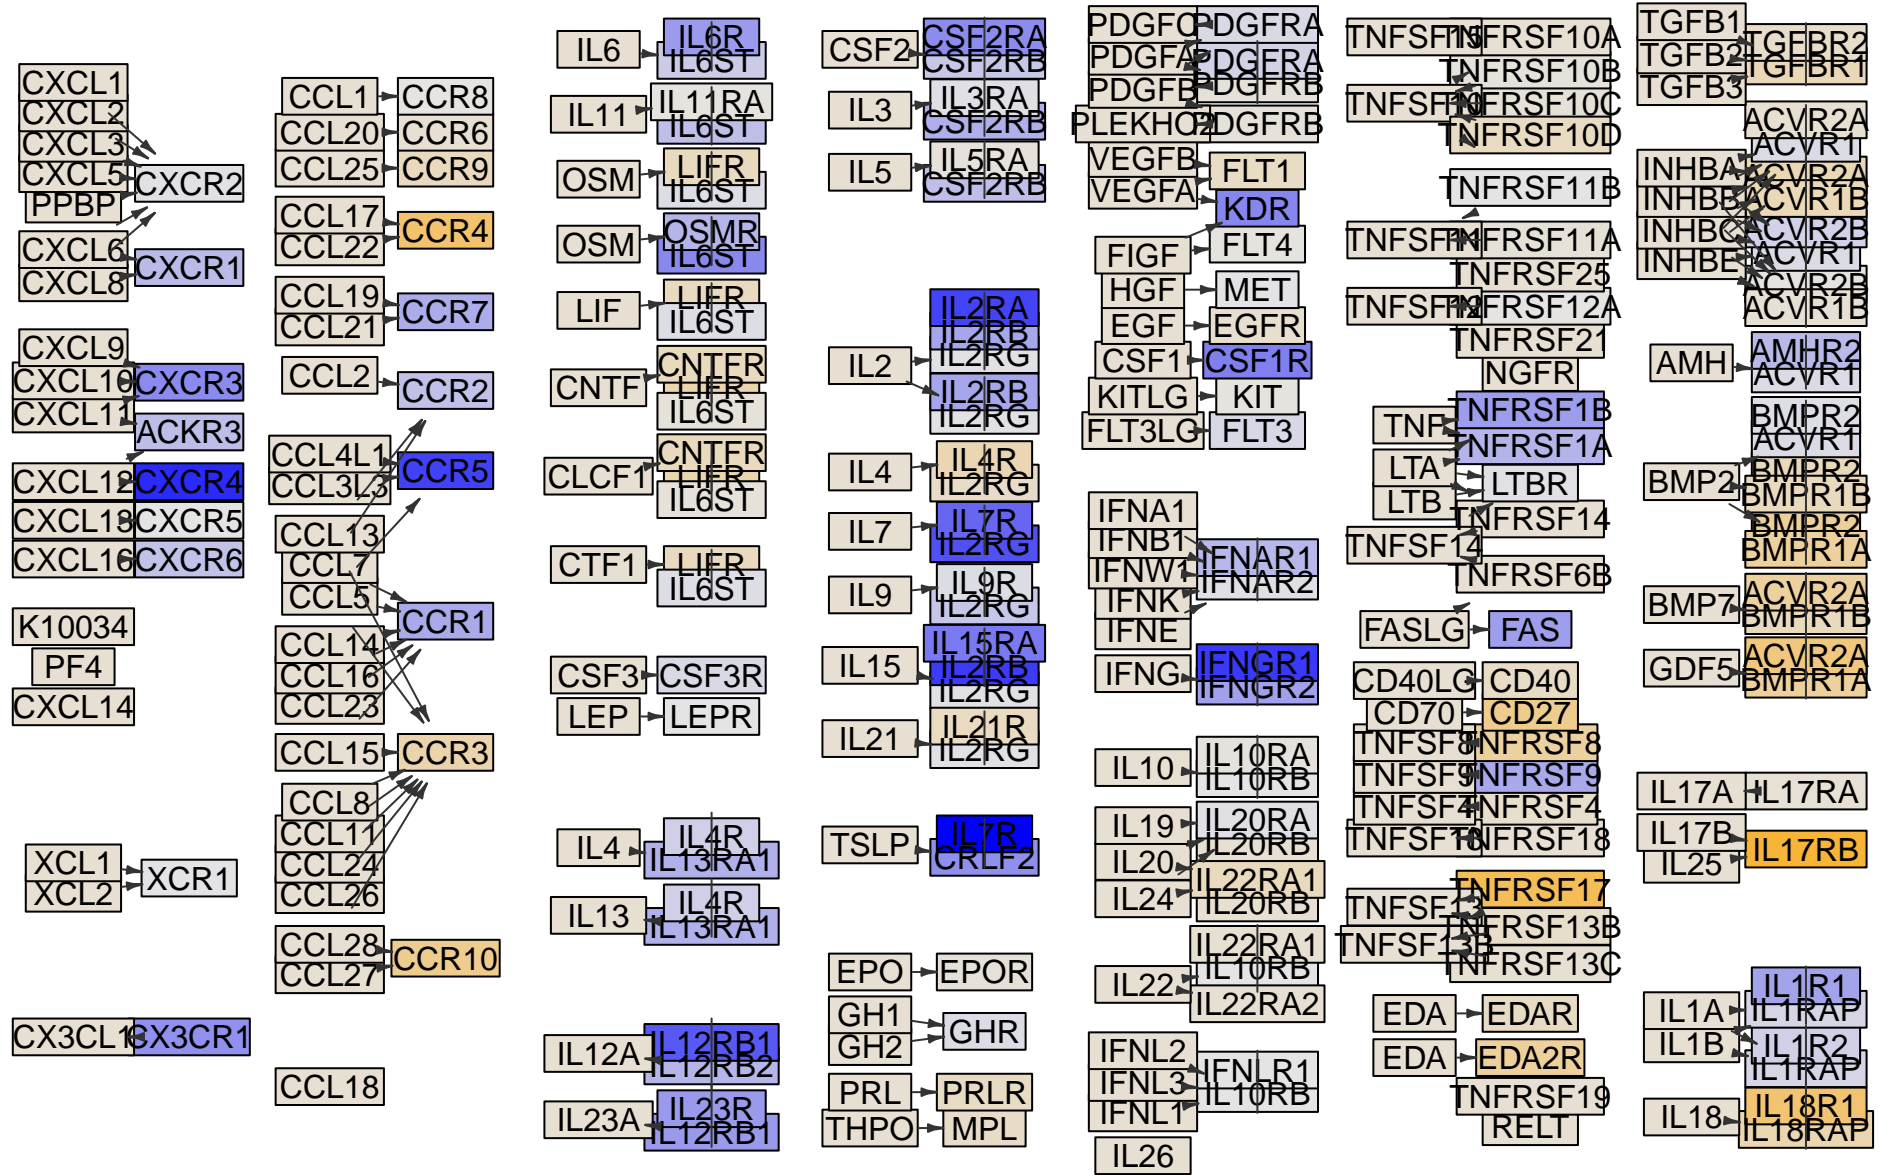 CXCL1
CXCL2
CXCL3
CXCL5
PPBP
CXCR2
CXCL6
CXCL8
CXCR1
CXCL9
CXCL10
CXCL11
CXCR3
ACKR3
CXCL12
CXCR4
CXCL13
CXCR5
CXCL16
CXCR6
K10034
PF4
CXCL14
XCL1
XCL2
XCR1
CX3CL1
CX3CR1
CCL1
CCR8
CCL20
CCR6
CCL25
CCR9
CCL17
CCL22
CCR4
CCL19
CCL21
CCR7
CCL2
CCR2
CCL4L1
CCL3L3
CCR5
CCL13
CCL7
CCL5
CCR1
CCL14
CCL16
CCL23
CCL15
CCR3
CCL8
CCL11
CCL24
CCL26
CCL28
CCL27
CCR10
CCL18
IL6
IL6R
IL6ST
IL11
IL11RA
IL6ST
OSM
LIFR
IL6ST
OSM
OSMR
IL6ST
LIF
LIFR
IL6ST
CNTF
CNTFR
LIFR
IL6ST
CLCF1
CNTFR
LIFR
IL6ST
CTF1
LIFR
IL6ST
CSF3
CSF3R
LEP
LEPR
IL4
IL4R
IL13RA1
IL13
IL4R
IL13RA1
IL12A
IL12RB1
IL12RB2
IL23A
IL23R
IL12RB1
CSF2
CSF2RA
CSF2RB
IL3
IL3RA
CSF2RB
IL5
IL5RA
CSF2RB
IL2
IL2RA
IL2RB
IL2RG
IL2RB
IL2RG
IL4
IL4R
IL2RG
IL7
IL7R
IL2RG
IL9
IL9R
IL2RG
IL15
IL15RA
IL2RB
IL2RG
IL21
IL21R
IL2RG
TSLP
IL7R
CRLF2
EPO
EPOR
GH1
GH2
GHR
PRL
PRLR
THPO
MPL
PDGFC
PDGFRA
PDGFA
PDGFRA
PDGFB
PDGFRB
PLEKHO2
PDGFRB
VEGFB
VEGFA
FLT1
KDR
FIGF
FLT4
HGF
MET
EGF
EGFR
CSF1
CSF1R
KITLG
KIT
FLT3LG
FLT3
IFNA1
IFNB1
IFNW1
IFNK
IFNE
IFNAR1
IFNAR2
IFNG
IFNGR1
IFNGR2
IL10
IL10RA
IL10RB
IL19
IL20
IL24
IL20RA
IL20RB
IL22RA1
IL20RB
IL22
IL22RA1
IL10RB
IL22RA2
IFNL2
IFNL3
IFNL1
IFNLR1
IL10RB
IL26
TNFSF15
TNFRSF10A
TNFRSF10B
TNFSF10
TNFRSF10C
TNFRSF10D
TNFRSF11B
TNFSF11
TNFRSF11A
TNFRSF25
TNFSF12
TNFRSF12A
TNFRSF21
NGFR
TNF
TNFRSF1B
TNFRSF1A
LTA
LTB
LTBR
TNFRSF14
TNFSF14
TNFRSF6B
FASLG
FAS
CD40LG
CD40
CD70
CD27
TNFSF8
TNFRSF8
TNFSF9
TNFRSF9
TNFSF4
TNFRSF4
TNFSF18
TNFRSF18
TNFRSF17
TNFSF13
TNFRSF13B
TNFSF13B
TNFRSF13C
EDA
EDAR
EDA
EDA2R
TNFRSF19
RELT
TGFB1
TGFB2
TGFB3
TGFBR2
TGFBR1
ACVR2A
ACVR1
INHBA
INHBB
INHBC
INHBE
ACVR2A
ACVR1B
ACVR2B
ACVR1
ACVR2B
ACVR1B
AMH
AMHR2
ACVR1
BMP2
BMPR2
ACVR1
BMPR2
BMPR1B
BMPR2
BMPR1A
BMP7
ACVR2A
BMPR1B
GDF5
ACVR2A
BMPR1A
IL17A
IL17RA
IL17B
IL25
IL17RB
IL1A
IL1B
IL1R1
IL1RAP
IL1R2
IL1RAP
IL18
IL18R1
IL18RAP